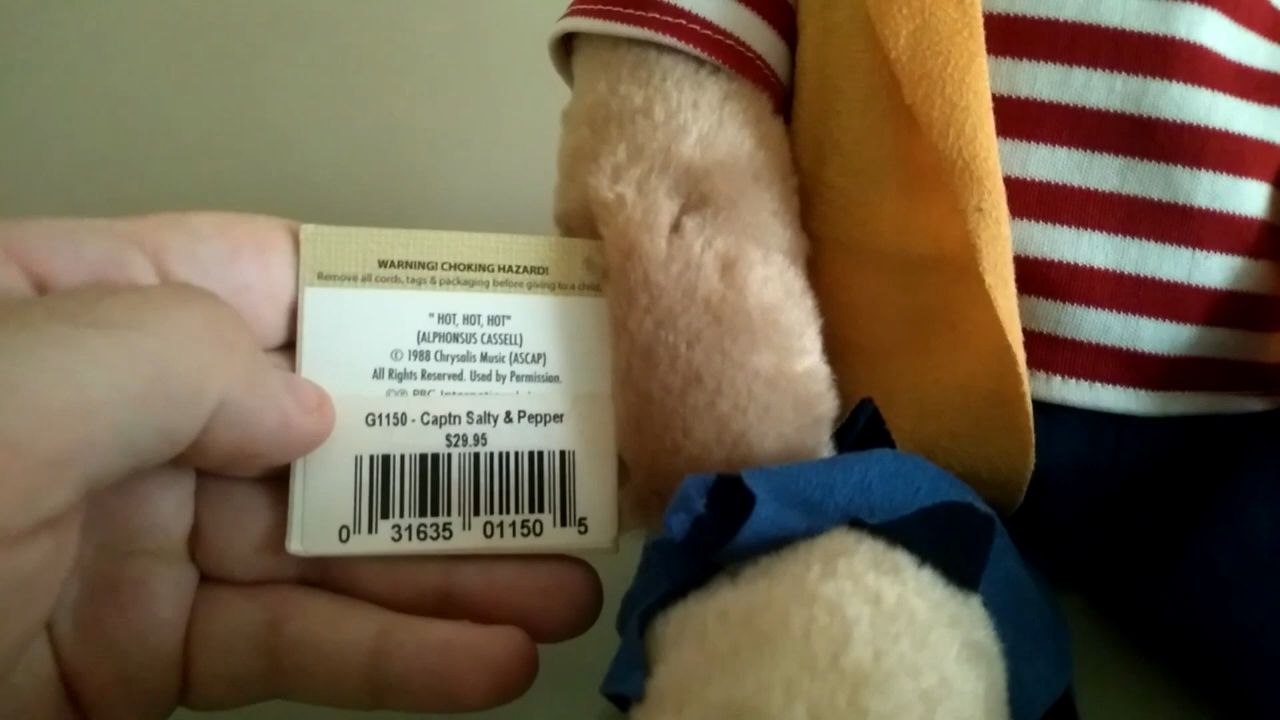 WARNING! CHOKING HAZARD!
Remove all cords, tags & packaging before giving to a child.
"HOT, HOT, HOT"
(ALPHONSUS CASSELL)
© 1988 Chrysalis Music (ASCAP)
All Rights Reserved. Used by Permission.
G1150 - Captn Salty & Pepper
$29.95
0 31635 01150 5